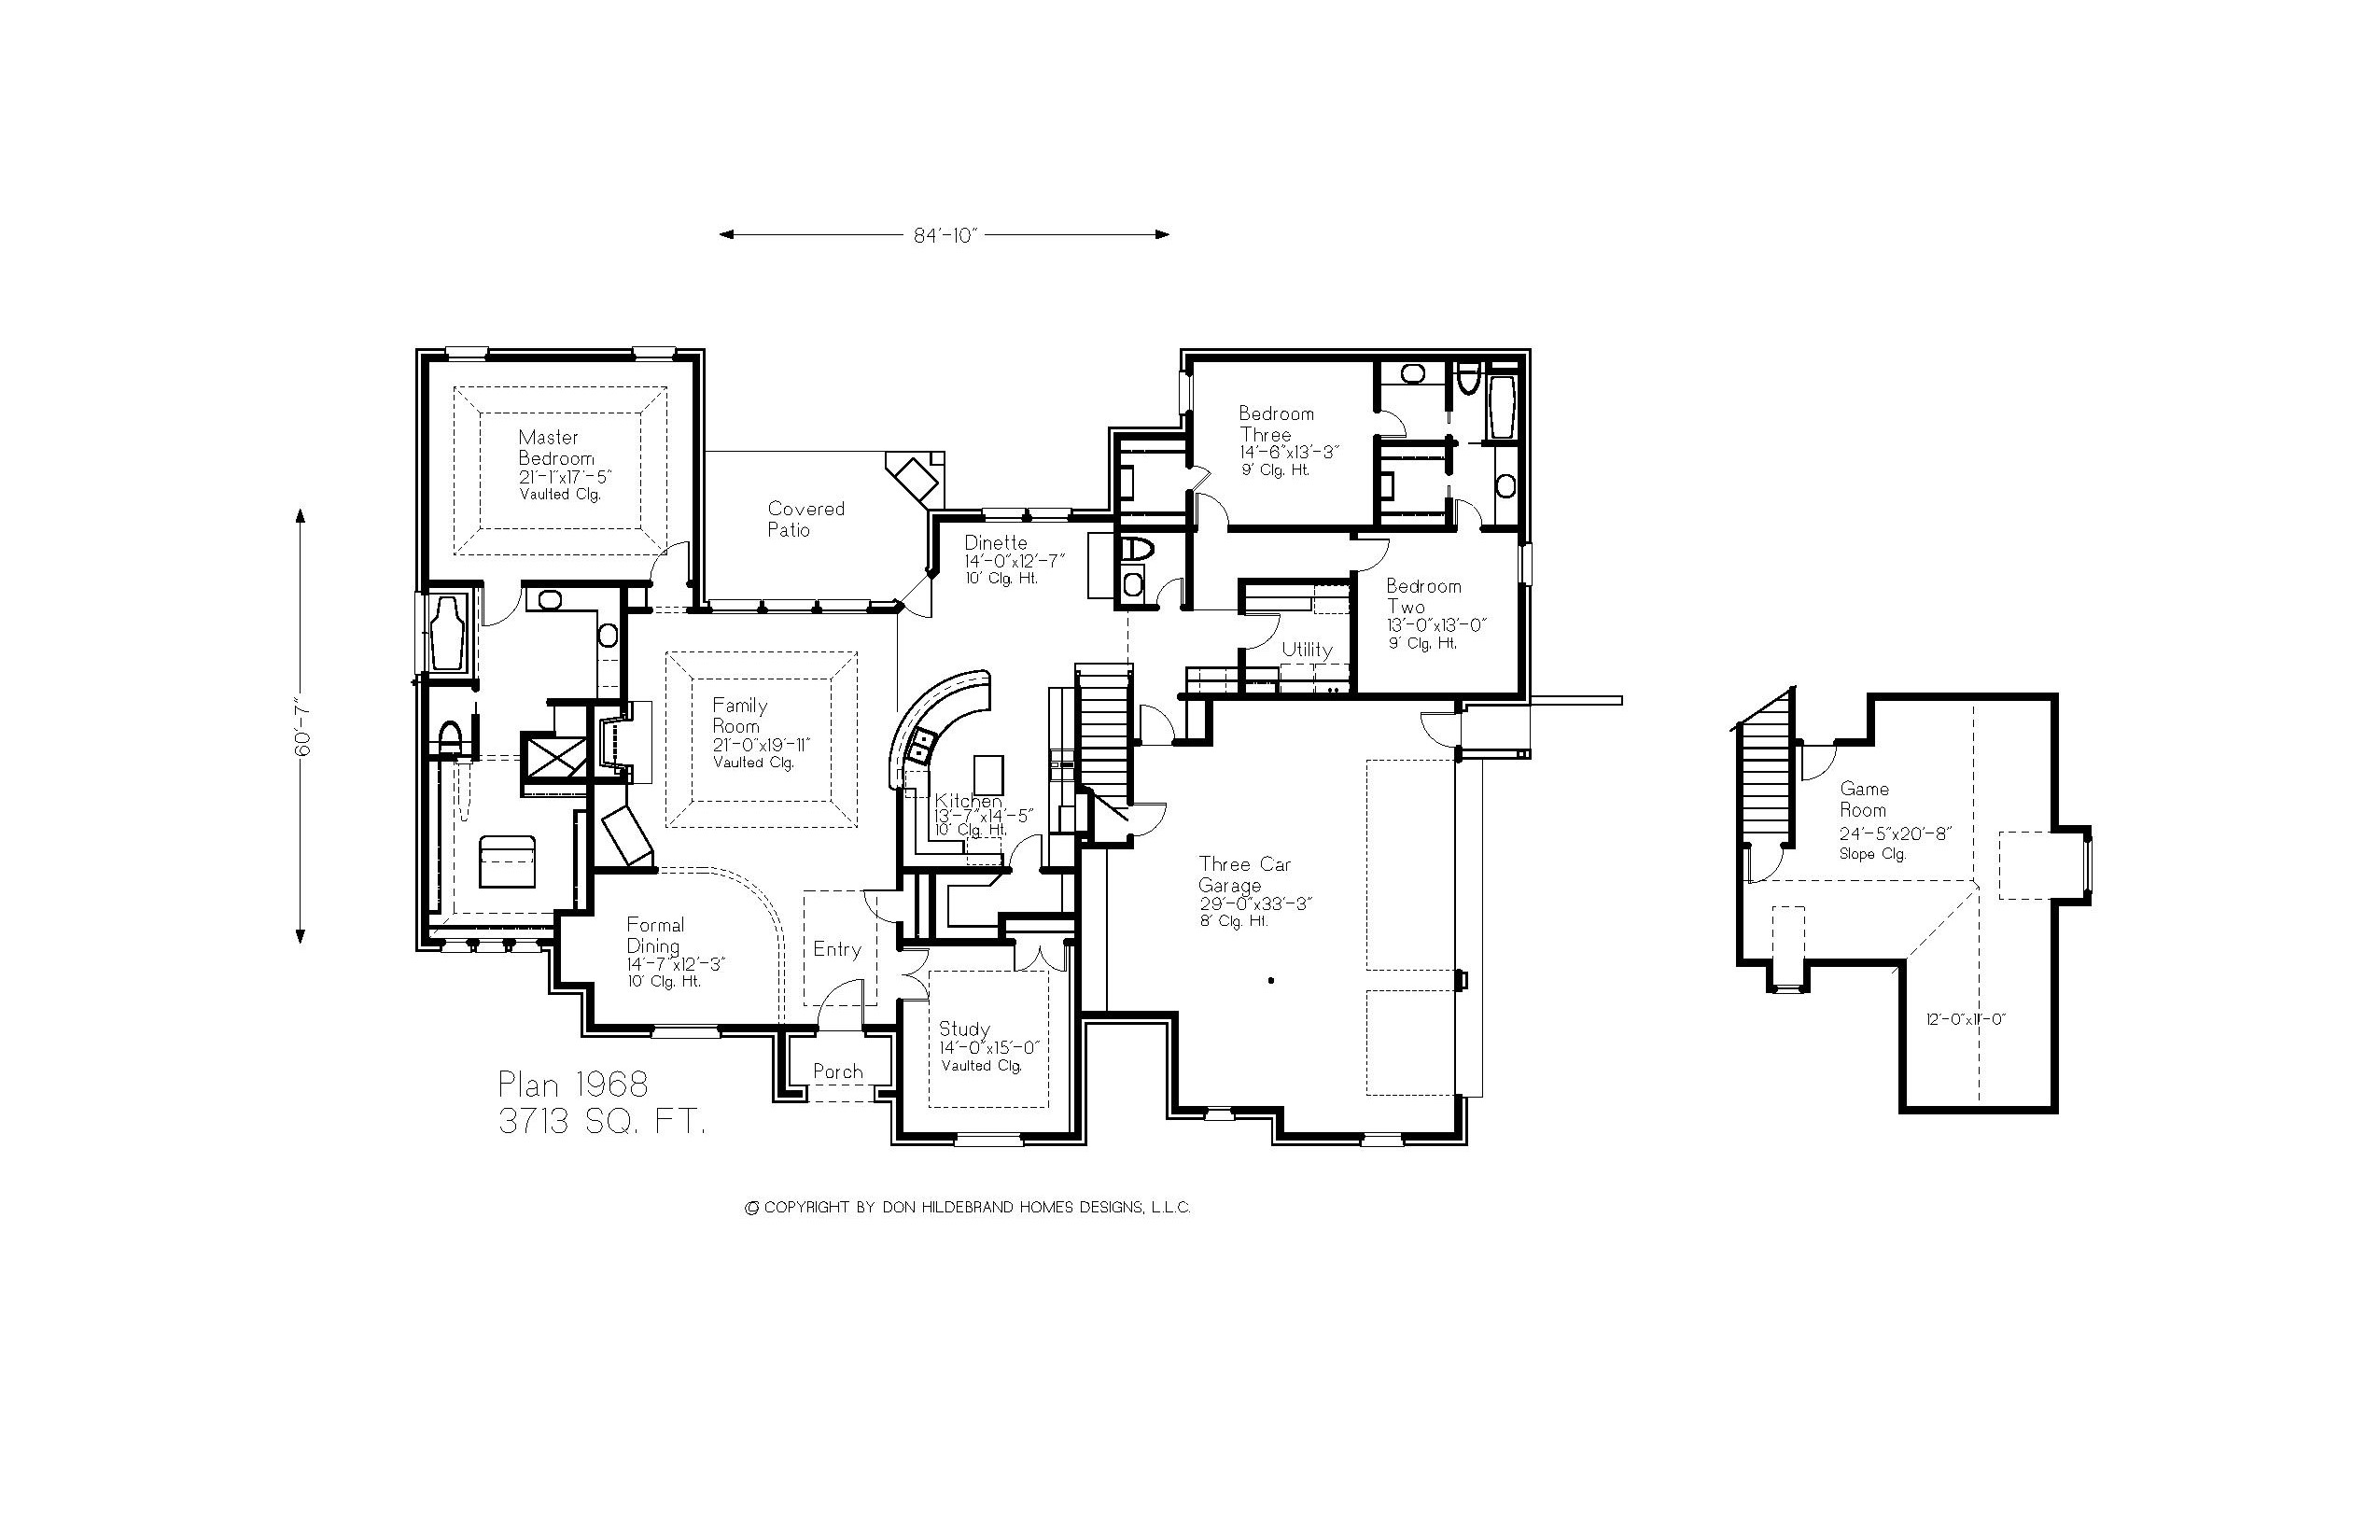 84'-10"
60'-7"
Master
Bedroom
21'-1"x17'-5"
Vaulted Clg.
Covered
Patio
Dinette
14'-0"x12'-7"
10' Clg. Ht.
Bedroom
Three
14'-6"x13'-3"
9' Clg. Ht.
Bedroom
Two
13'-0"x13'-0"
9' Clg. Ht.
Utility
Family
Room
21'-0"x19'-11"
Vaulted Clg.
Kitchen
13'-7"x14'-5"
10' Clg. Ht.
Three Car
Garage
29'-0"x33'-3"
8' Clg. Ht.
Formal
Dining
14'-7"x12'-3"
10' Clg. Ht.
Entry
Study
14'-0"x15'-0"
Vaulted Clg.
Porch
Game
Room
24'-5"x20'-8"
Slope Clg.
12'-0"x11'-0"
Plan 1968
3713 SQ. FT.
© COPYRIGHT BY DON HILDEBRAND HOMES DESIGNS, L.L.C.